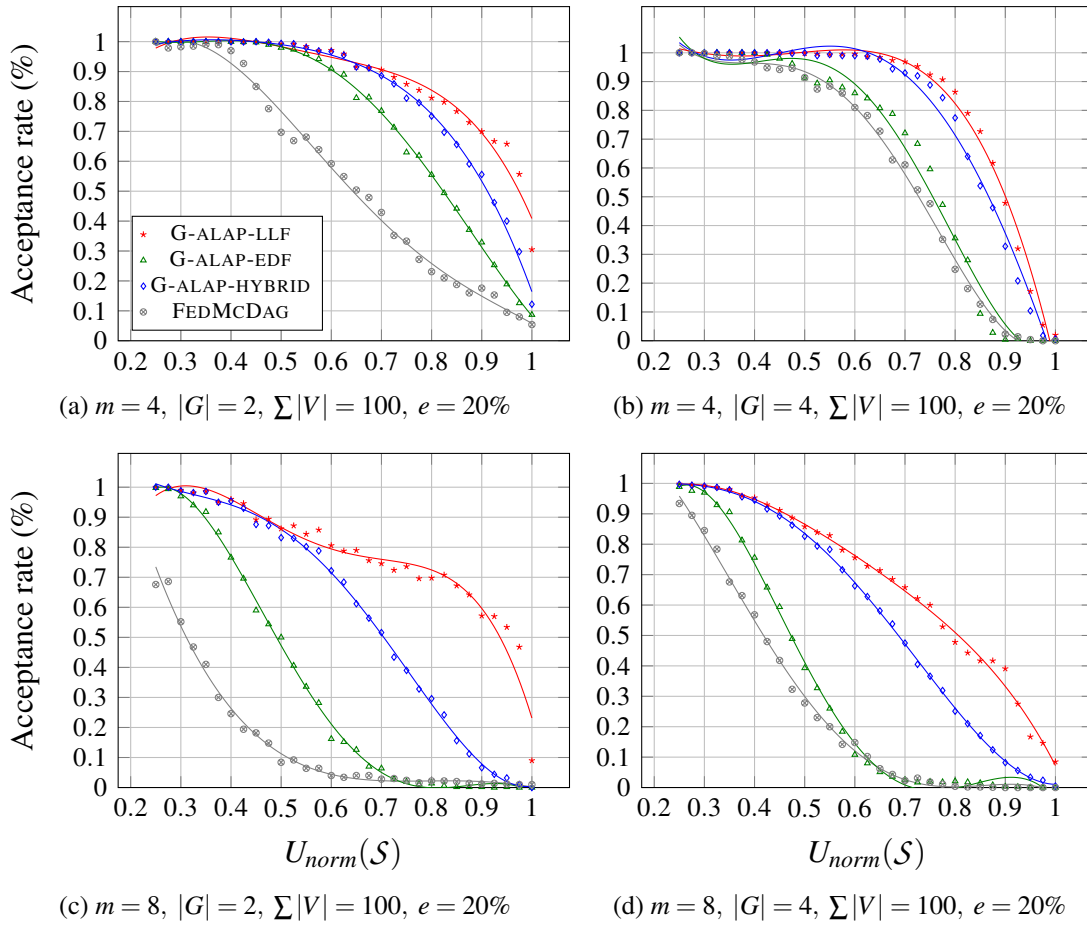 Acceptance rate (%)
1
0.9
0.8
0.7
0.6
0.5
0.4
0.3
0.2
0.1
0
G-ALAP-LLF
G-ALAP-EDF
G-ALAP-HYBRID
FEDMCDAG
0.2 0.3 0.4 0.5 0.6 0.7 0.8 0.9 1
(a) m = 4, |G| = 2, ∑|V| = 100, e = 20%
1
0.9
0.8
0.7
0.6
0.5
0.4
0.3
0.2
0.1
0
0.2 0.3 0.4 0.5 0.6 0.7 0.8 0.9 1
(b) m = 4, |G| = 4, ∑|V| = 100, e = 20%
Acceptance rate (%)
1
0.9
0.8
0.7
0.6
0.5
0.4
0.3
0.2
0.1
0
0.2 0.3 0.4 0.5 0.6 0.7 0.8 0.9 1
U_norm(S)
(c) m = 8, |G| = 2, ∑|V| = 100, e = 20%
1
0.9
0.8
0.7
0.6
0.5
0.4
0.3
0.2
0.1
0
0.2 0.3 0.4 0.5 0.6 0.7 0.8 0.9 1
U_norm(S)
(d) m = 8, |G| = 4, ∑|V| = 100, e = 20%